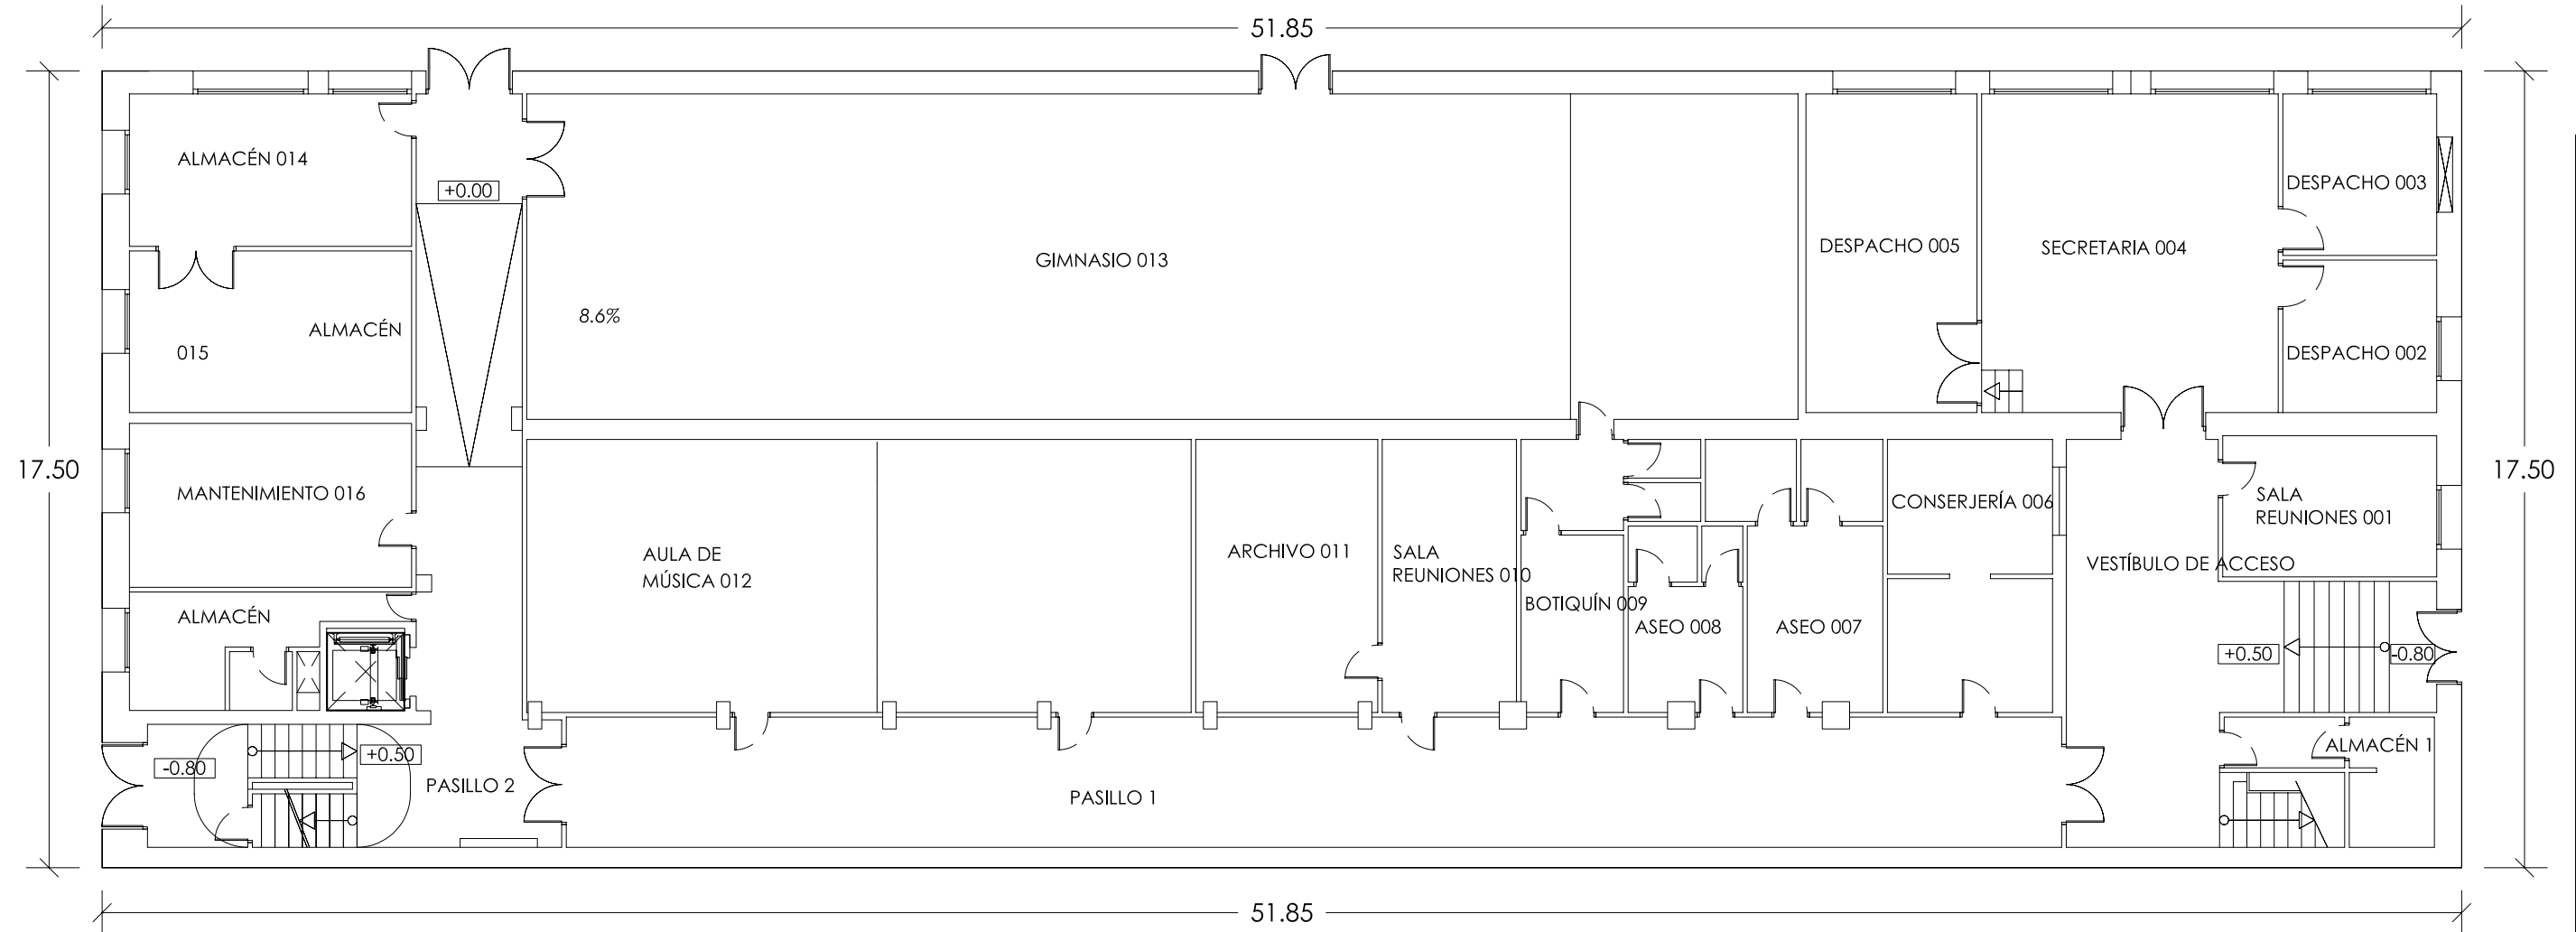 51.85
ALMACÉN 014
+0.00
GIMNASIO 013
DESPACHO 005
SECRETARIA 004
DESPACHO 003
8.6%
ALMACÉN
015
DESPACHO 002
17.50
MANTENIMIENTO 016
AULA DE
MÚSICA 012
ARCHIVO 011
SALA
REUNIONES 010
BOTIQUÍN 009
ASEO 008
ASEO 007
CONSERJERÍA 006
VESTÍBULO DE ACCESO
SALA
REUNIONES 001
17.50
ALMACÉN
+0.50
-0.80
-0.80
+0.50
PASILLO 2
PASILLO 1
ALMACÉN 1
51.85